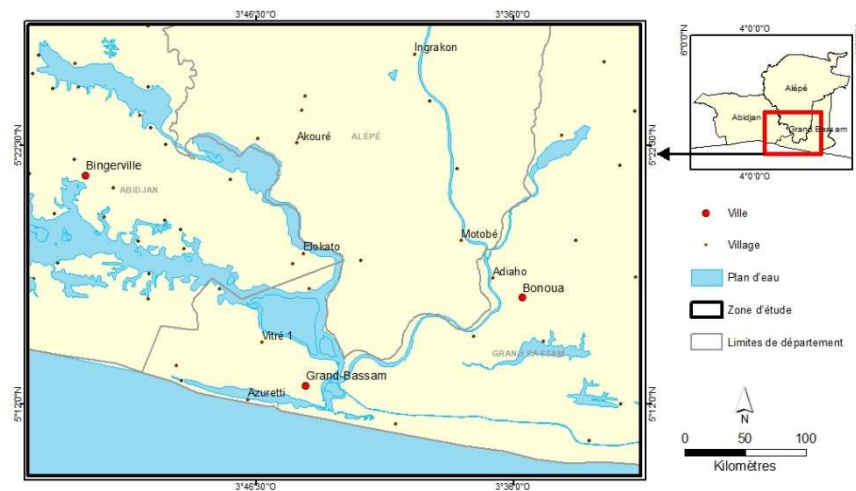 3°46'30"O
3°36'0"O
Ingrakon
Akouré
ALÉPÉ
5°22'30"N
5°22'30"N
Bingerville
ABIDJAN
Motobé
Elokato
Adiaho
Bonoua
Vitré 1
GRAND BASSAM
Grand-Bassam
Azuretti
5°12'0"N
5°12'0"N
3°46'30"O
3°36'0"O
4°0'0"O
6°0'0"N
Alépé
Abidjan
Grand Bassam
4°0'0"O
Ville
Village
Plan d'eau
Zone d'étude
Limites de département
N
0 50 100
Kilomètres